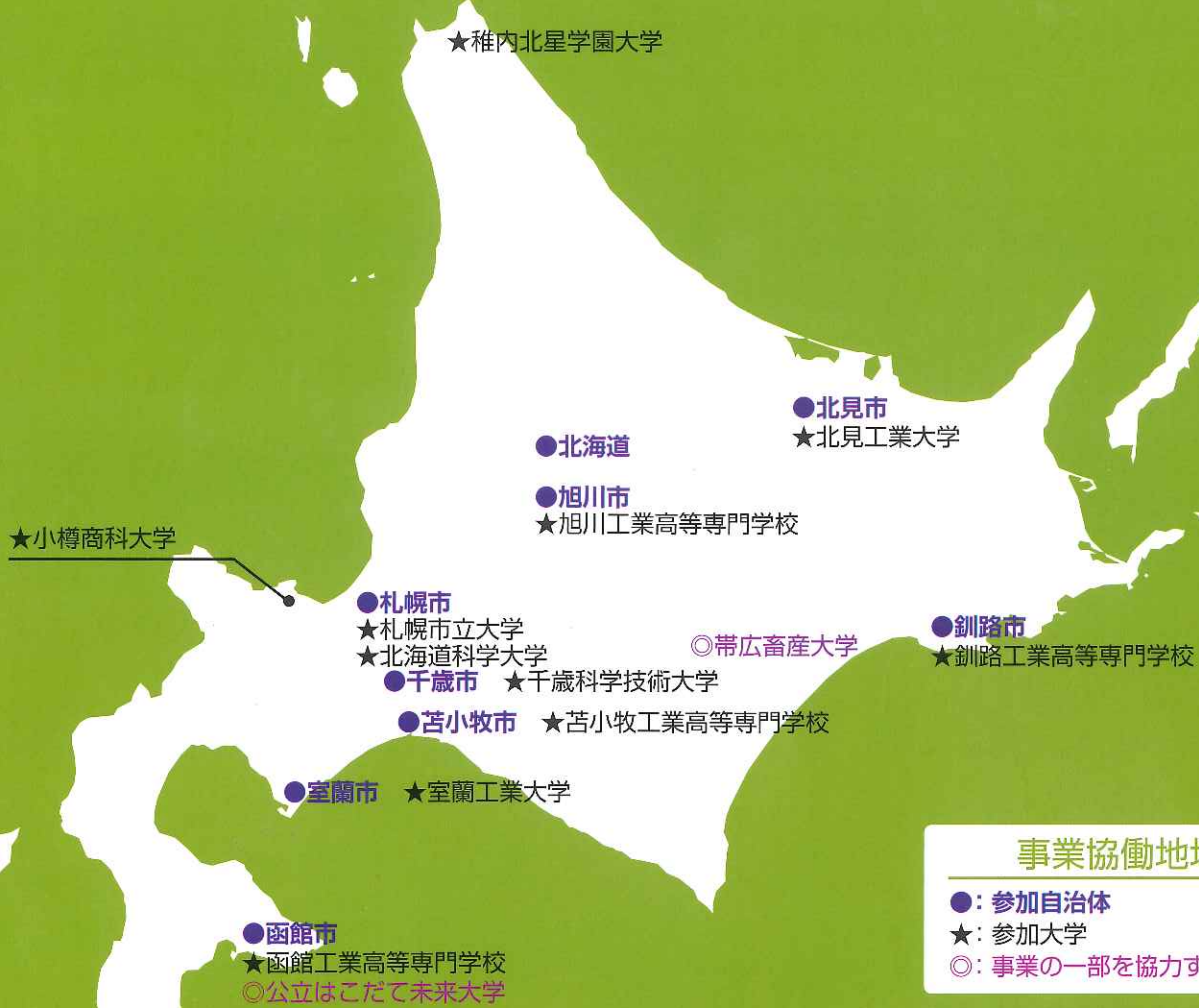 ★稚内北星学園大学
●北見市
★北見工業大学
●北海道
●旭川市
★旭川工業高等専門学校
★小樽商科大学
●札幌市
★札幌市立大学
★北海道科学大学
◎帯広畜産大学
●釧路市
★釧路工業高等専門学校
●千歳市 ★千歳科学技術大学
●苫小牧市 ★苫小牧工業高等専門学校
●室蘭市 ★室蘭工業大学
●函館市
★函館工業高等専門学校
◎公立はこだて未来大学
事業協働地
●：参加自治体
★：参加大学
◎：事業の一部を協力す